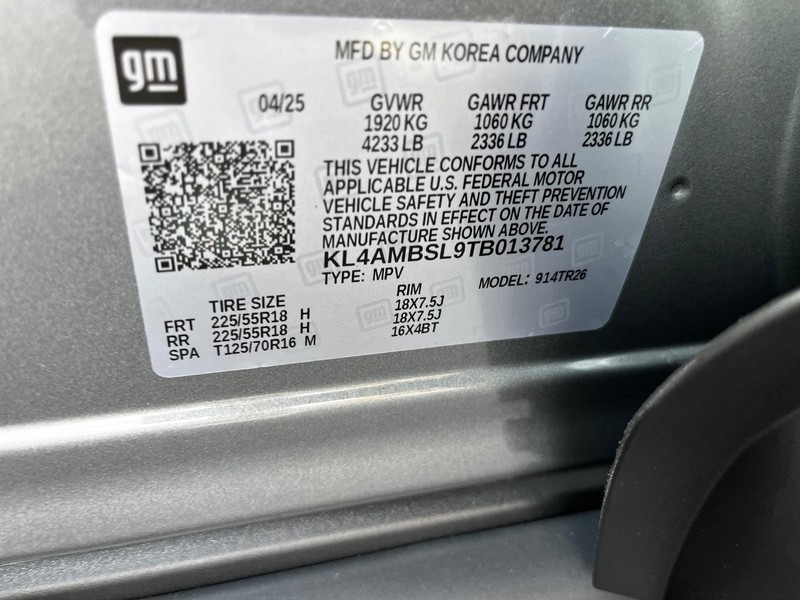 gm
MFD BY GM KOREA COMPANY
04/25 GVWR GAWR FRT GAWR RR
1920 KG 1060 KG 1060 KG
4233 LB 2336 LB 2336 LB
THIS VEHICLE CONFORMS TO ALL
APPLICABLE U.S. FEDERAL MOTOR
VEHICLE SAFETY AND THEFT PREVENTION
STANDARDS IN EFFECT ON THE DATE OF
MANUFACTURE SHOWN ABOVE.
KL4AMBSL9TB013781
TYPE: MPV MODEL: 914TR26
TIRE SIZE RIM
FRT 225/55R18 H 18X7.5J
RR 225/55R18 H 18X7.5J
SPA T125/70R16 M 16X4BT